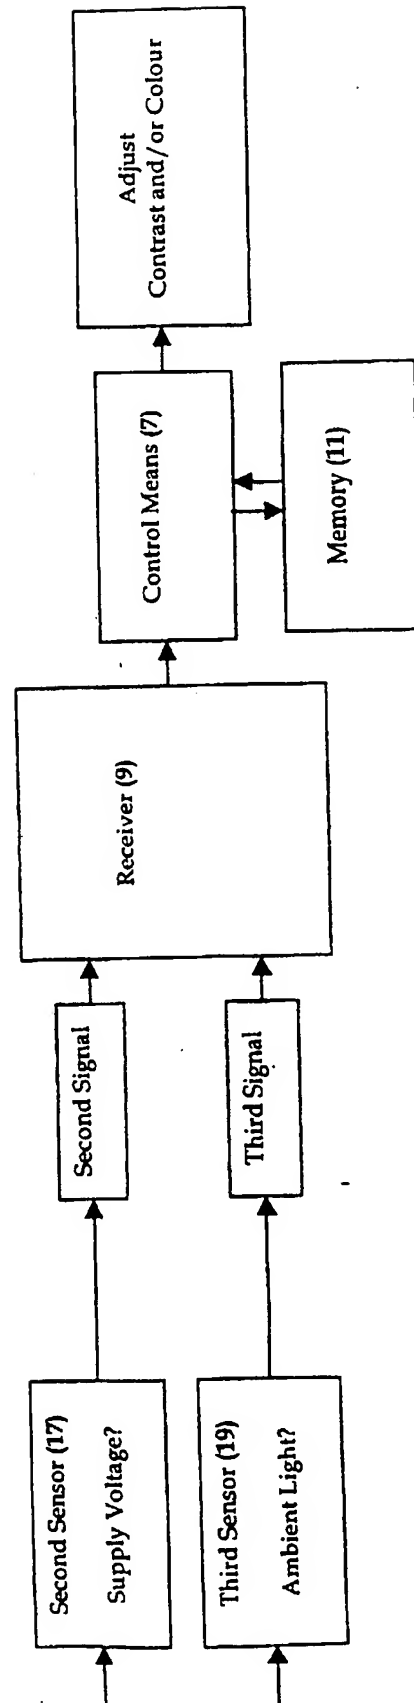 Second Sensor (17)
Supply Voltage?
Third Sensor (19)
Ambient Light?
Second Signal
Third Signal
Receiver (9)
Control Means (7)
Memory (11)
Adjust
Contrast and/or Colour